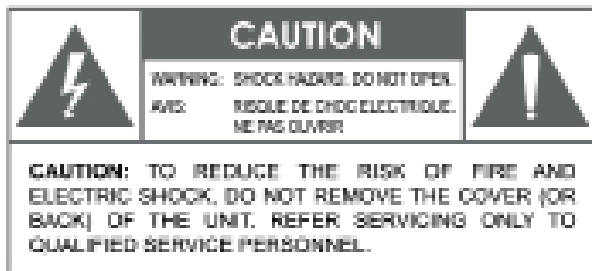 CAUTION
WARNING: SHOCK HAZARD. DO NOT OPEN.
AVIS: RISQUE DE CHOC ELECTRIQUE.
NE PAS OUVRIR
CAUTION: TO REDUCE THE RISK OF FIRE AND
ELECTRIC SHOCK, DO NOT REMOVE THE COVER (OR
BACK) OF THE UNIT. REFER SERVICING ONLY TO
QUALIFIED SERVICE PERSONNEL.